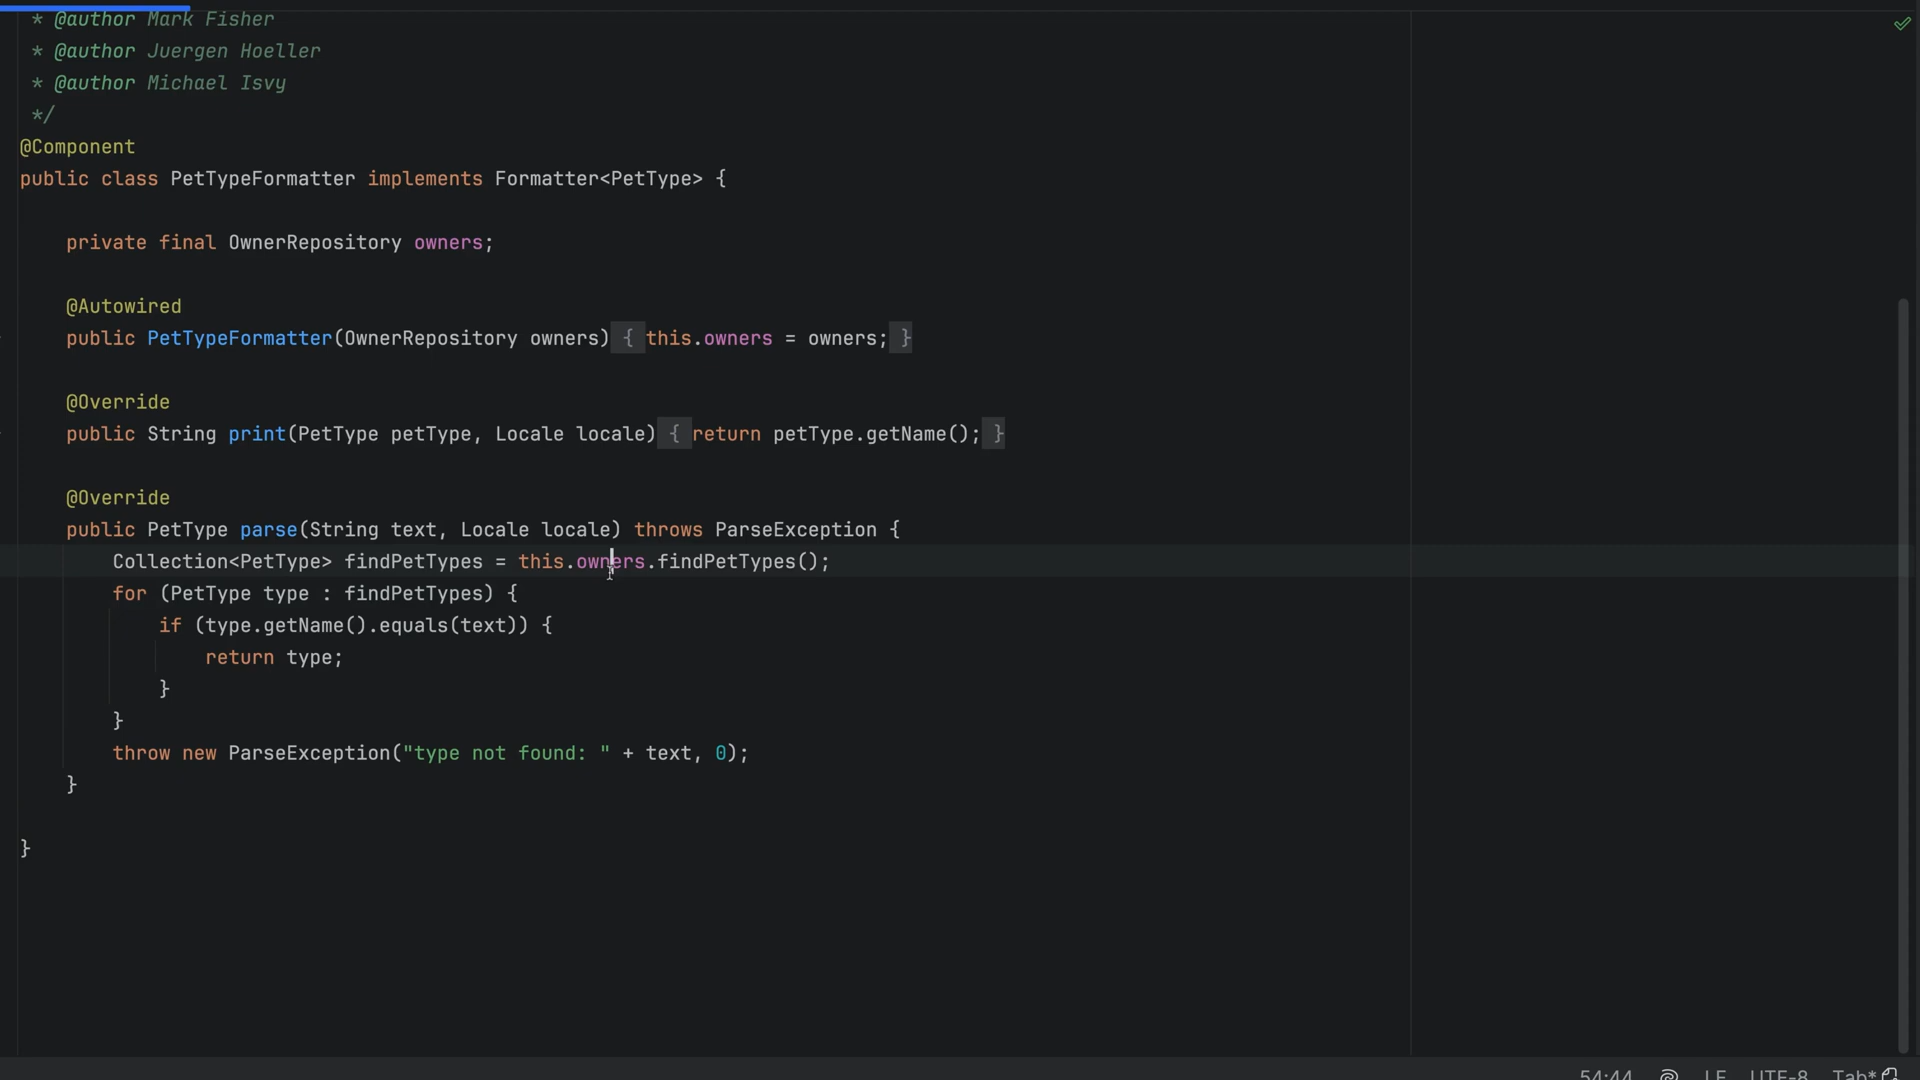 * @author Mark Fisher
* @author Juergen Hoeller
* @author Michael Isvy
*/
@Component
public class PetTypeFormatter implements Formatter<PetType> {
private final OwnerRepository owners;
@Autowired
public PetTypeFormatter(OwnerRepository owners) { this.owners = owners; }
@Override
public String print(PetType petType, Locale locale) { return petType.getName(); }
@Override
public PetType parse(String text, Locale locale) throws ParseException {
Collection<PetType> findPetTypes = this.owners.findPetTypes();
for (PetType type : findPetTypes) {
if (type.getName().equals(text)) {
return type;
}
}
throw new ParseException("type not found: " + text, 0);
}
}
54:44 LF UTF-8 Tab*